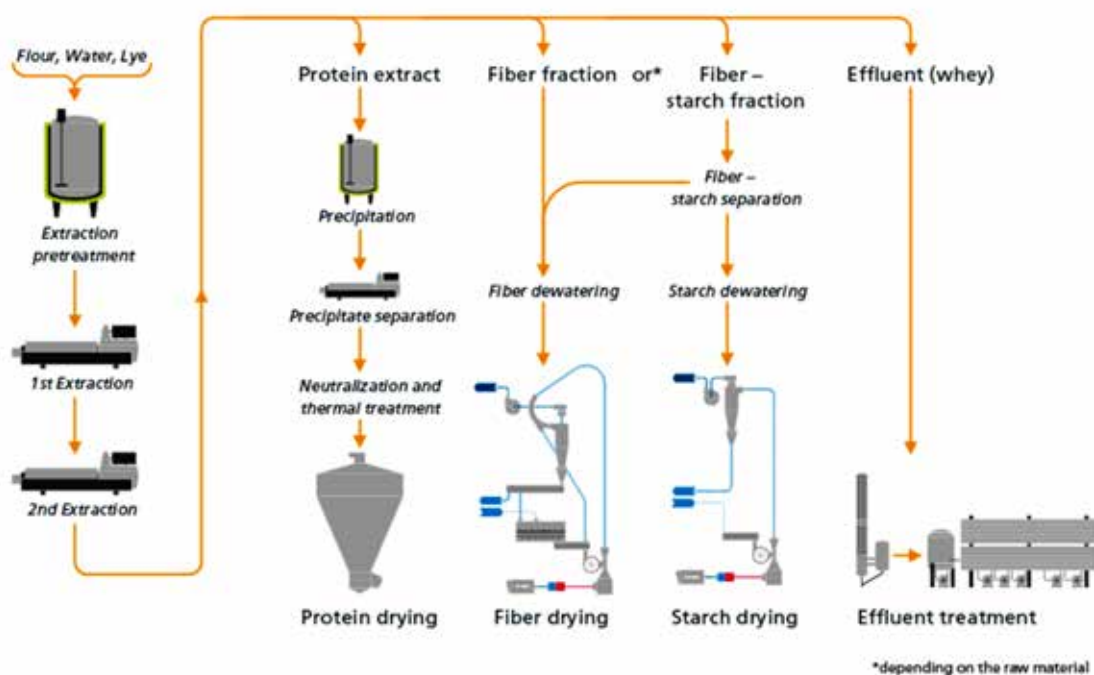 Flour, Water, Lye
Extraction
pretreatment
1st Extraction
2nd Extraction
Protein extract
Precipitation
Precipitate separation
Neutralization and
thermal treatment
Protein drying
Fiber fraction or*
Fiber dewatering
Fiber drying
Fiber –
starch fraction
Fiber –
starch separation
Starch dewatering
Starch drying
Effluent (whey)
Effluent treatment
*depending on the raw material